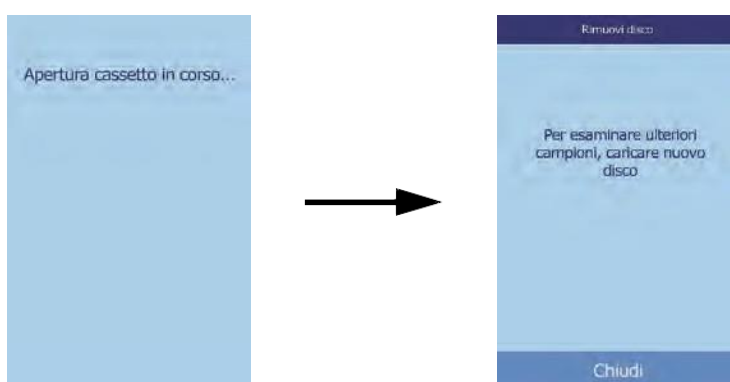 Apertura cassetto in corso...
Rimuovi disco
Per esaminare ulteriori
campioni, caricare nuovo
disco
Chiudi